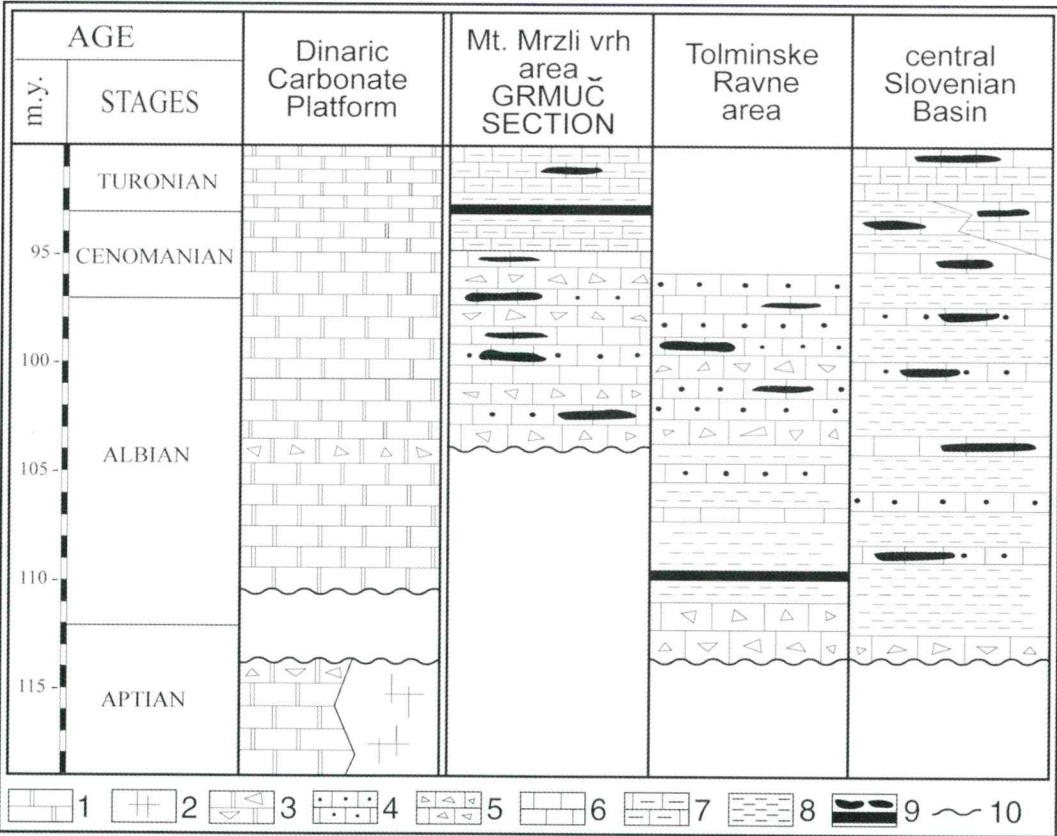 AGE
m.y.
STAGES
Dinaric
Carbonate
Platform
Mt. Mrzli vrh
area
GRMUČ
SECTION
Tolminske
Ravne
area
central
Slovenian
Basin
TURONIAN
95
CENOMANIAN
100
ALBIAN
105
110
115
APTIAN
1 2 3 4 5 6 7 8 9 10